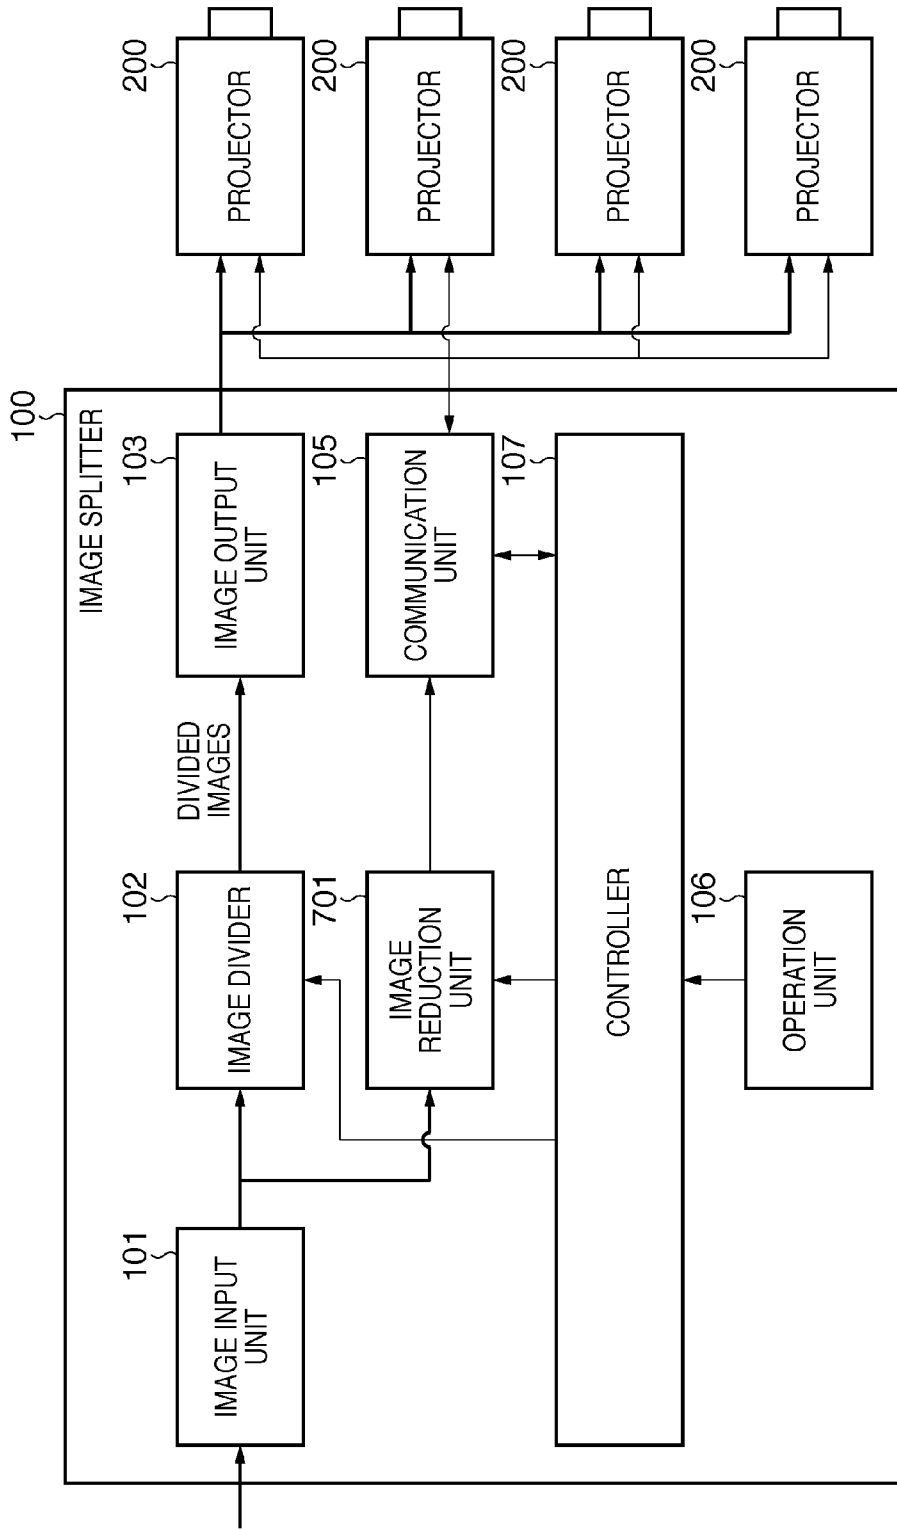 100
IMAGE SPLITTER
101
IMAGE INPUT
UNIT
102
IMAGE DIVIDER
DIVIDED
IMAGES
103
IMAGE OUTPUT
UNIT
200
PROJECTOR
701
IMAGE
REDUCTION
UNIT
105
COMMUNICATION
UNIT
200
PROJECTOR
107
CONTROLLER
200
PROJECTOR
106
OPERATION
UNIT
200
PROJECTOR